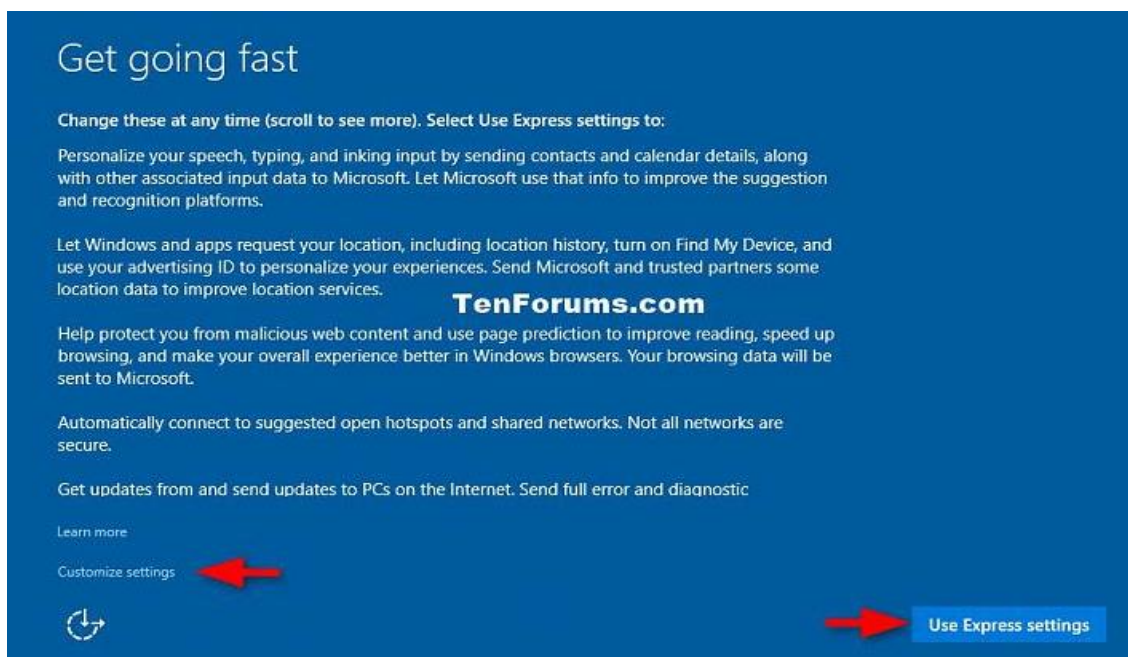 Get going fast
Change these at any time (scroll to see more). Select Use Express settings to:
Personalize your speech, typing, and inking input by sending contacts and calendar details, along
with other associated input data to Microsoft. Let Microsoft use that info to improve the suggestion
and recognition platforms.
Let Windows and apps request your location, including location history, turn on Find My Device, and
use your advertising ID to personalize your experiences. Send Microsoft and trusted partners some
location data to improve location services.
TenForums.com
Help protect you from malicious web content and use page prediction to improve reading, speed up
browsing, and make your overall experience better in Windows browsers. Your browsing data will be
sent to Microsoft.
Automatically connect to suggested open hotspots and shared networks. Not all networks are
secure.
Get updates from and send updates to PCs on the Internet. Send full error and diagnostic
Learn more
Customize settings
Use Express settings